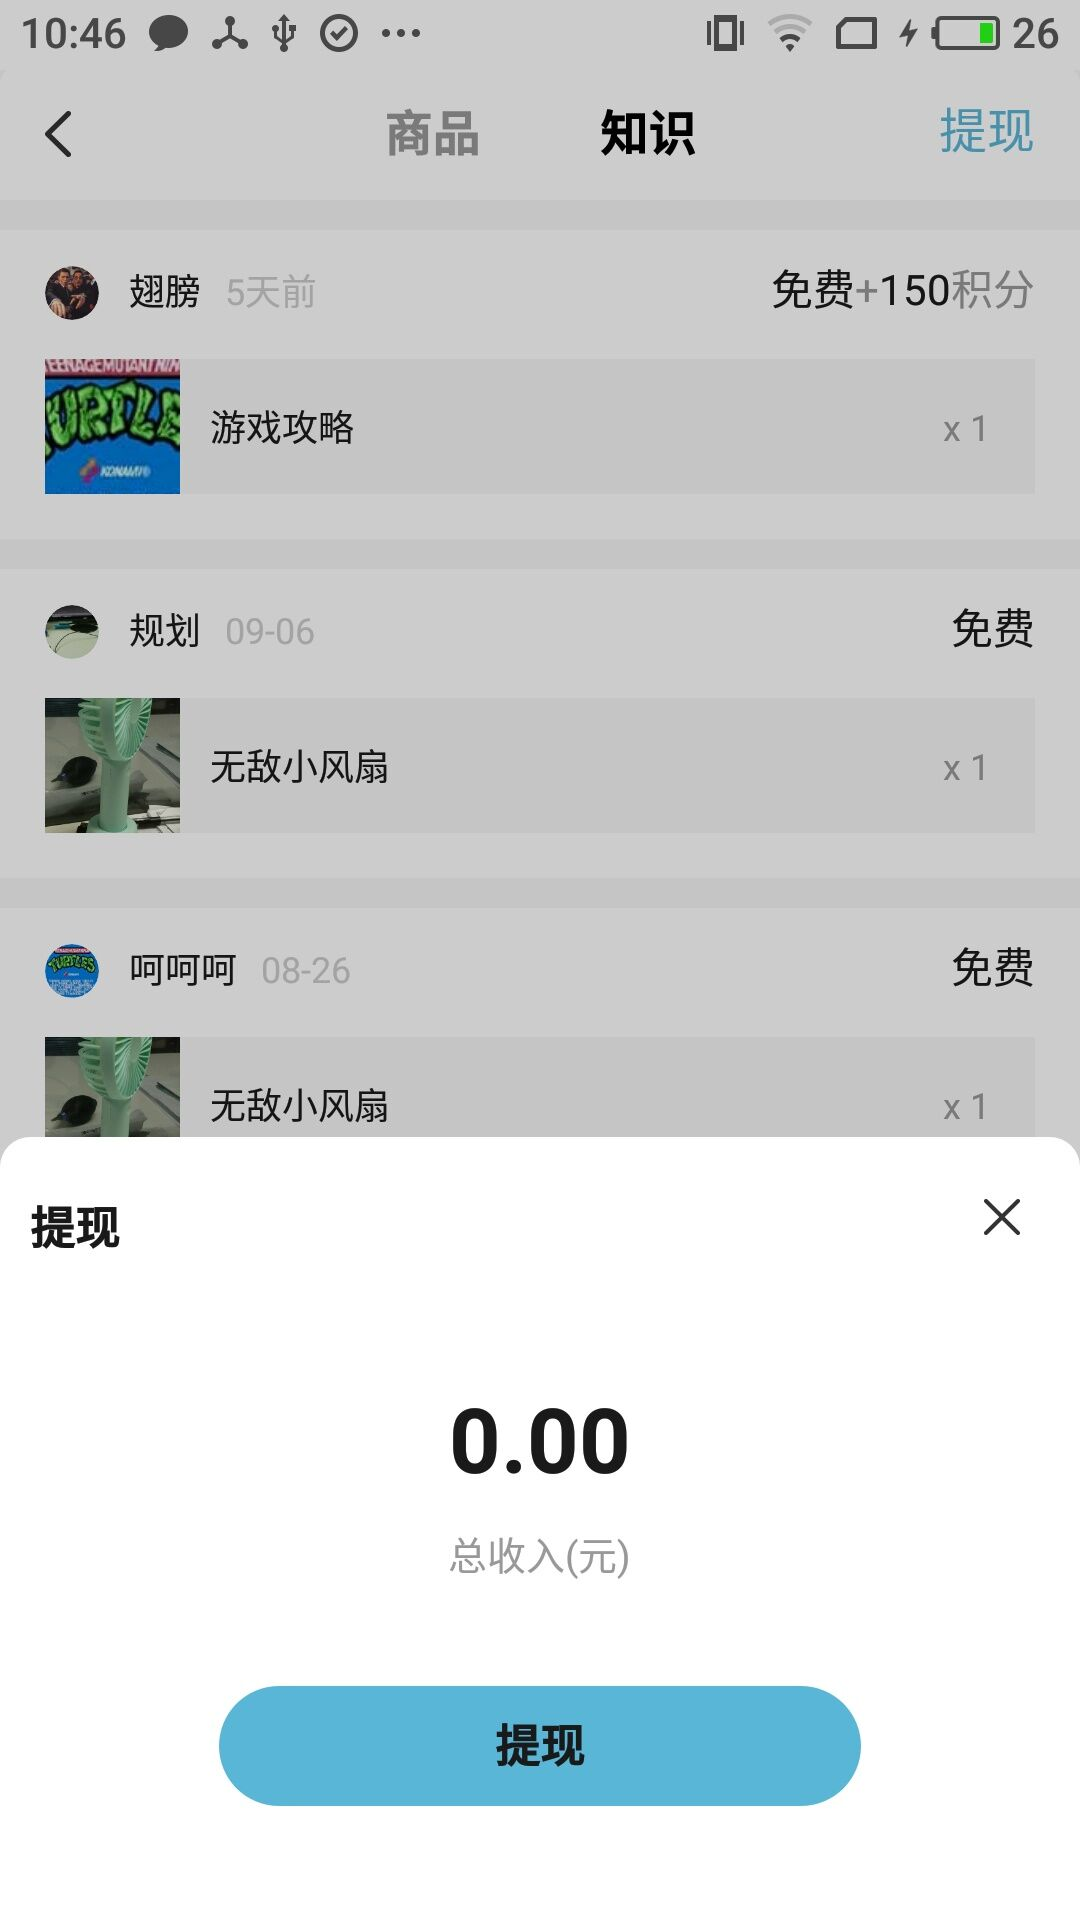 10:46
26
商品
知识
提现
翅膀
5天前
免费+150积分
TURTLES
KONAMI®
游戏攻略
x 1
规划
09-06
免费
无敌小风扇
x 1
呵呵呵
08-26
免费
TURTLES
无敌小风扇
x 1
提现
0.00
总收入(元)
提现